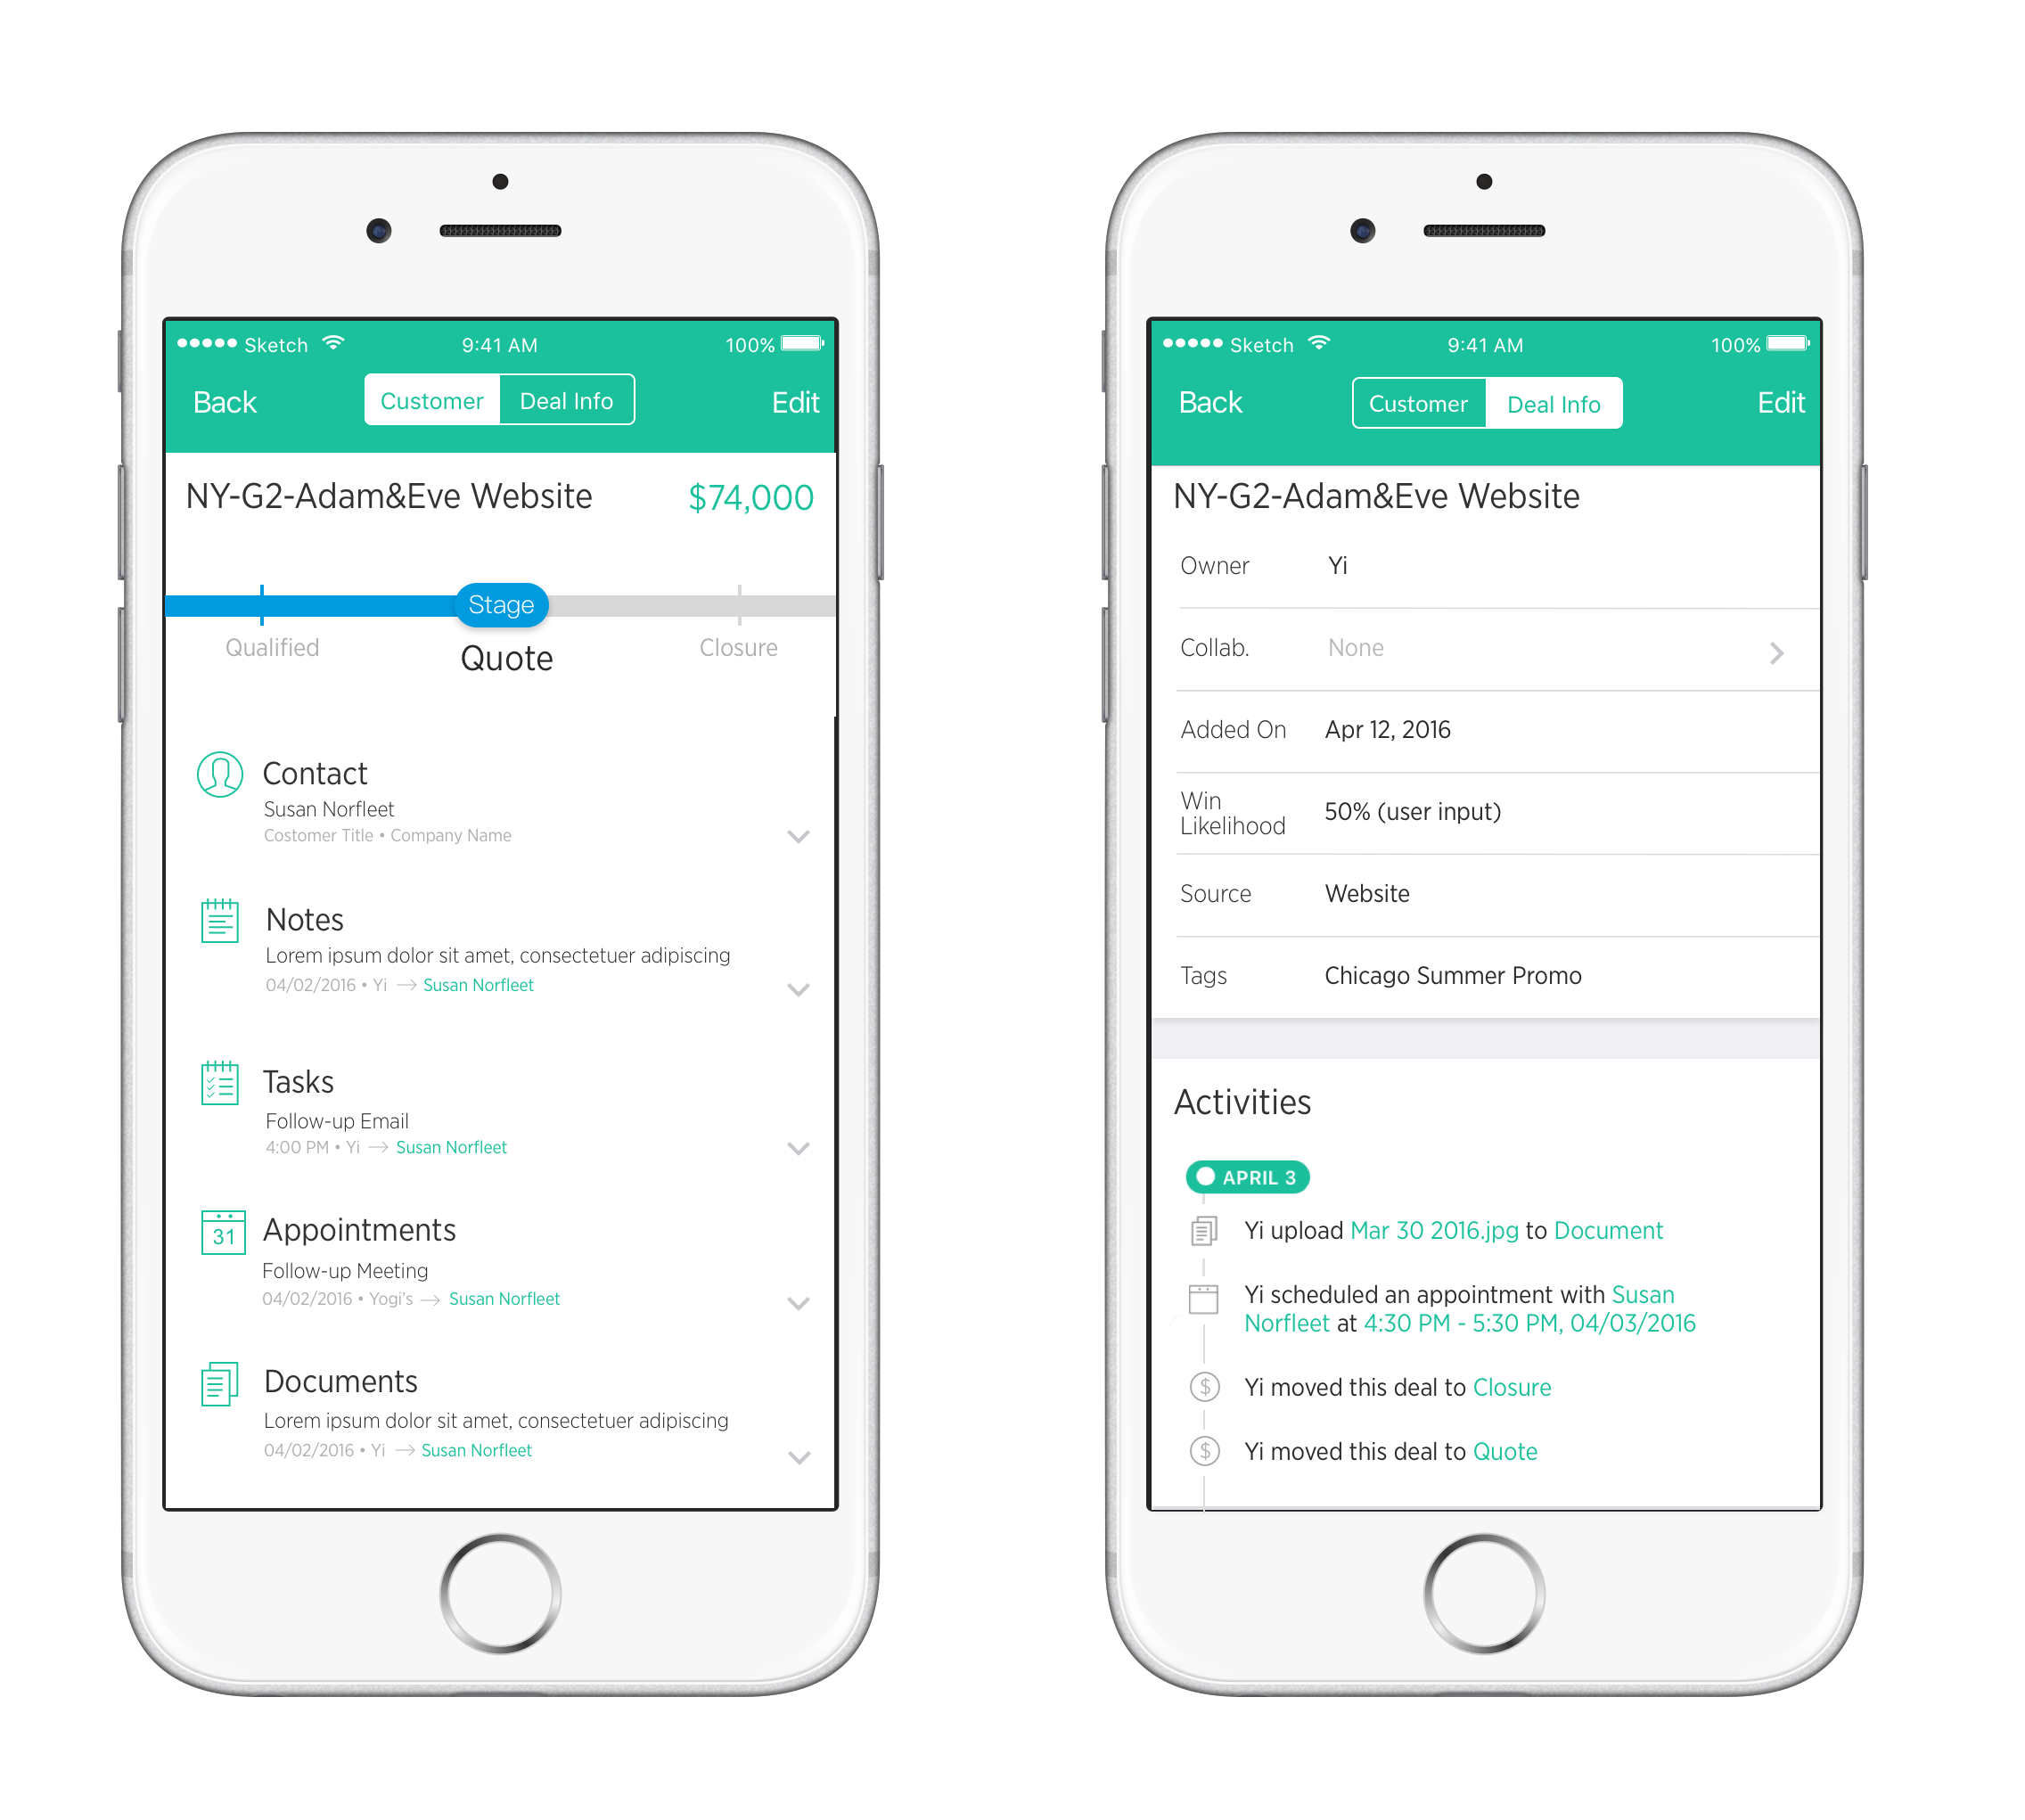 Sketch 9:41 AM 100%
Back Customer Deal Info Edit
NY-G2-Adam&Eve Website $74,000
Stage
Qualified Quote Closure
Contact
Susan Norfleet
Costomer Title • Company Name
Notes
Lorem ipsum dolor sit amet, consectetuer adipiscing
04/02/2016 • Yi → Susan Norfleet
Tasks
Follow-up Email
4:00 PM • Yi → Susan Norfleet
31 Appointments
Follow-up Meeting
04/02/2016 • Yogi's → Susan Norfleet
Documents
Lorem ipsum dolor sit amet, consectetuer adipiscing
04/02/2016 • Yi → Susan Norfleet
Sketch 9:41 AM 100%
Back Customer Deal Info Edit
NY-G2-Adam&Eve Website
Owner Yi
Collab. None
Added On Apr 12, 2016
Win
Likelihood 50% (user input)
Source Website
Tags Chicago Summer Promo
Activities
APRIL 3
Yi upload Mar 30 2016.jpg to Document
Yi scheduled an appointment with Susan
Norfleet at 4:30 PM - 5:30 PM, 04/03/2016
$ Yi moved this deal to Closure
$ Yi moved this deal to Quote